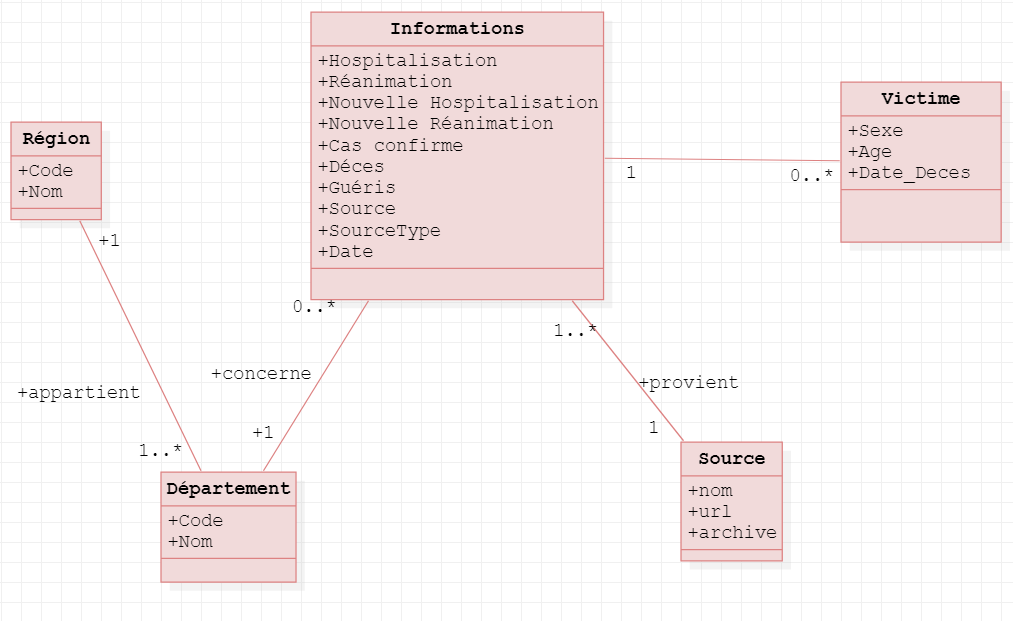 Informations
+Hospitalisation
+Réanimation
+Nouvelle Hospitalisation
+Nouvelle Réanimation
+Cas confirme
+Déces
+Guéris
+Source
+SourceType
+Date
Victime
+Sexe
+Age
+Date_Deces
Région
+Code
+Nom
1
0..*
+1
0..*
1..*
+concerne
+provient
+appartient
+1
1
1..*
Département
+Code
+Nom
Source
+nom
+url
+archive